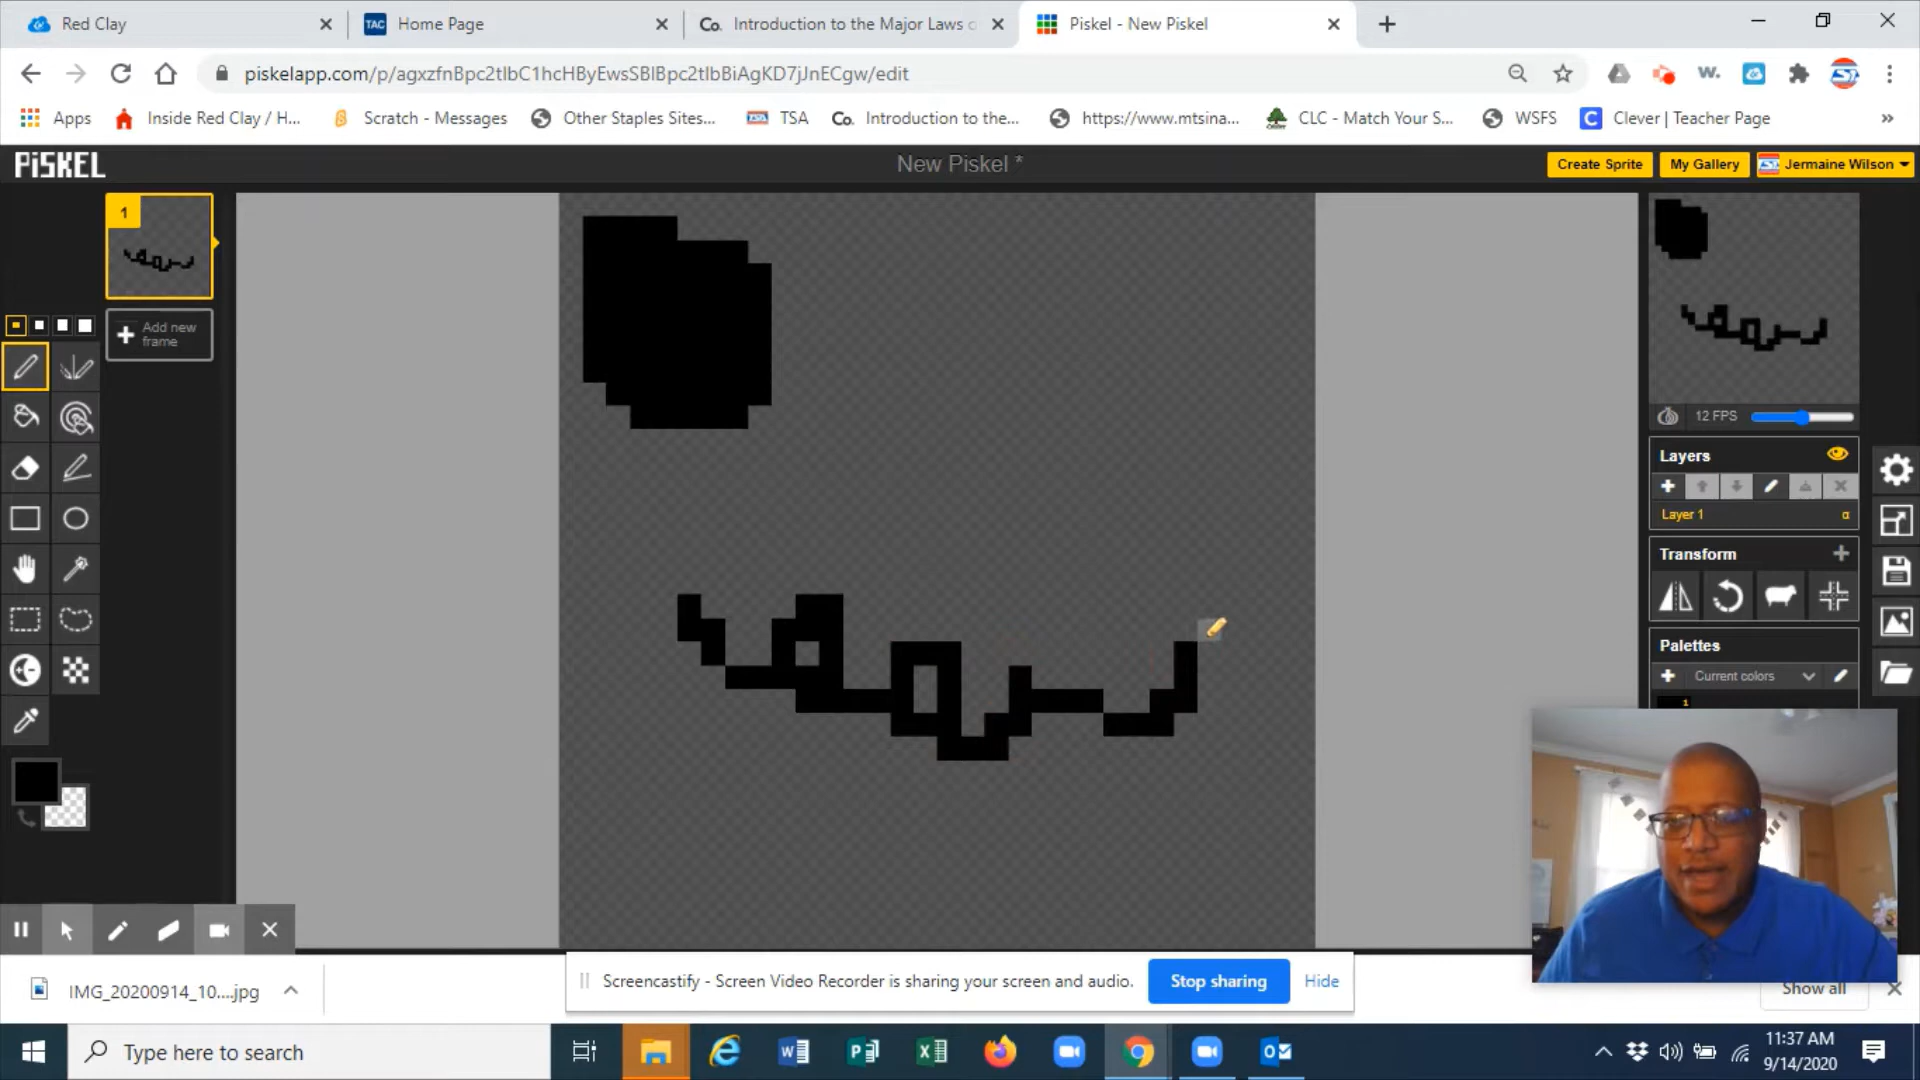 Red Clay
TAC Home Page
Co. Introduction to the Major Laws o
Piskel - New Piskel
piskelapp.com/p/agxzfnBpc2tlbC1hcHByEwsSBlBpc2tlbBiAgKD7jJnECgw/edit
Apps
Inside Red Clay / H...
Scratch - Messages
Other Staples Sites...
TSA
Co. Introduction to the...
https://www.mtsina...
CLC - Match Your S...
WSFS
C Clever | Teacher Page
»
PiSKEL
New Piskel *
Create Sprite
My Gallery
Jermaine Wilson
1
Add new
frame
12 FPS
Layers
Layer 1
α
Transform
Palettes
Current colors
1
Screencastify - Screen Video Recorder is sharing your screen and audio.
Stop sharing
Hide
IMG_20200914_10....jpg
Show all
Type here to search
11:37 AM
9/14/2020